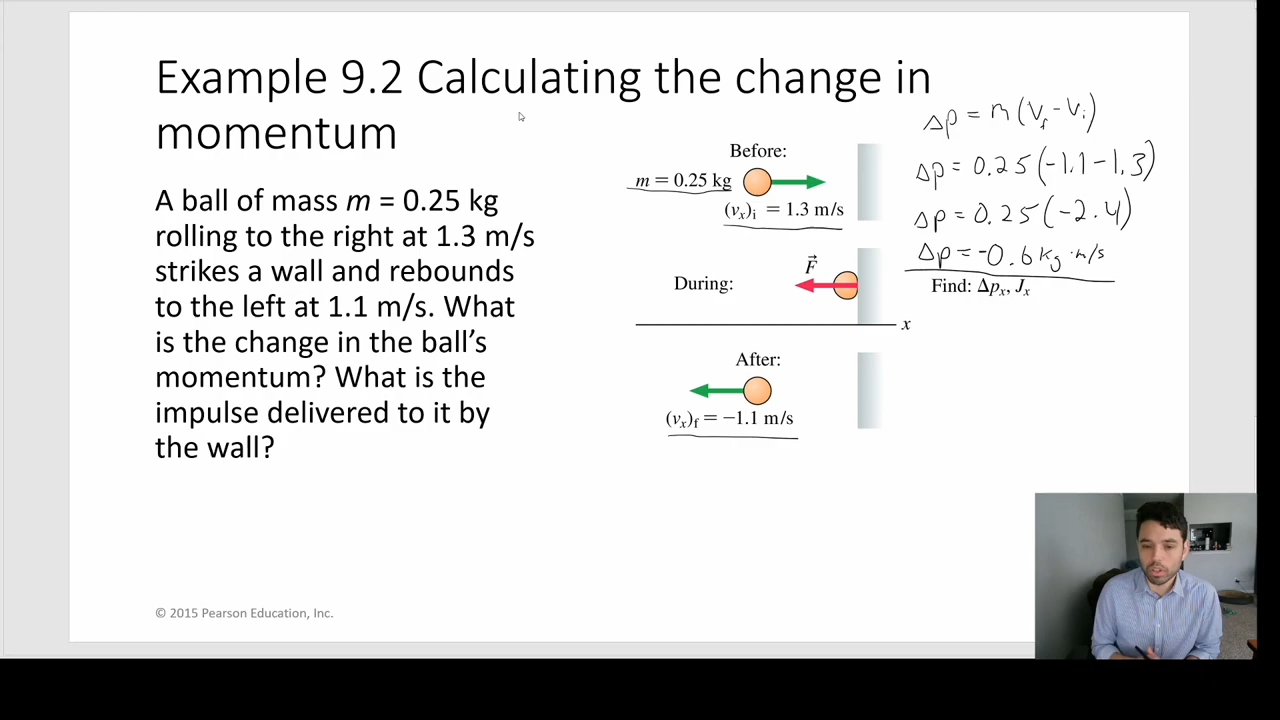 Example 9.2 Calculating the change in
momentum
A ball of mass m = 0.25 kg
rolling to the right at 1.3 m/s
strikes a wall and rebounds
to the left at 1.1 m/s. What
is the change in the ball’s
momentum? What is the
impulse delivered to it by
the wall?
Before:
m = 0.25 kg
(vₓ)ᵢ = 1.3 m/s
During:
F⃗
x
After:
(vₓ)f = −1.1 m/s
Δp = m(Vf - Vi)
Δp = 0.25(-1.1 - 1.3)
Δp = 0.25(-2.4)
Δp = -0.6 kg·m/s
Find: Δpₓ, Jₓ
© 2015 Pearson Education, Inc.